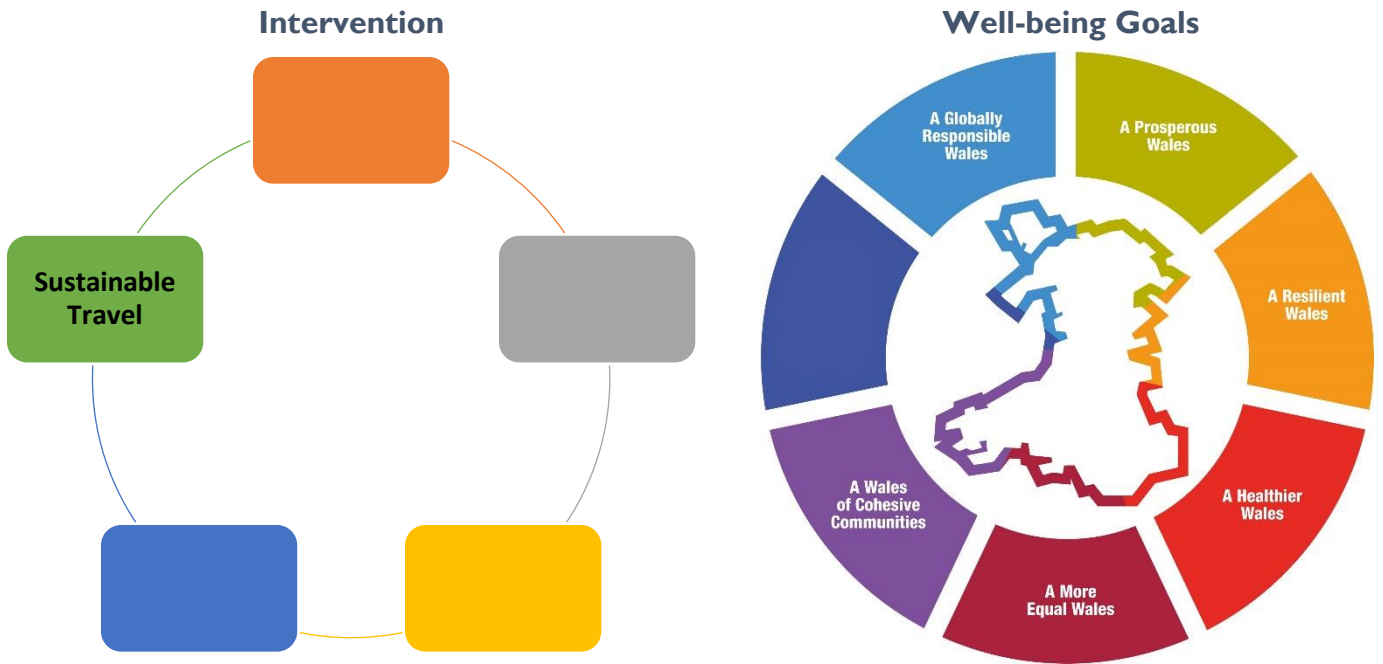 Intervention
Sustainable
Travel
Well-being Goals
A Globally
Responsible
Wales
A Prosperous
Wales
A Resilient
Wales
A Healthier
Wales
A More
Equal Wales
A Wales
of Cohesive
Communities